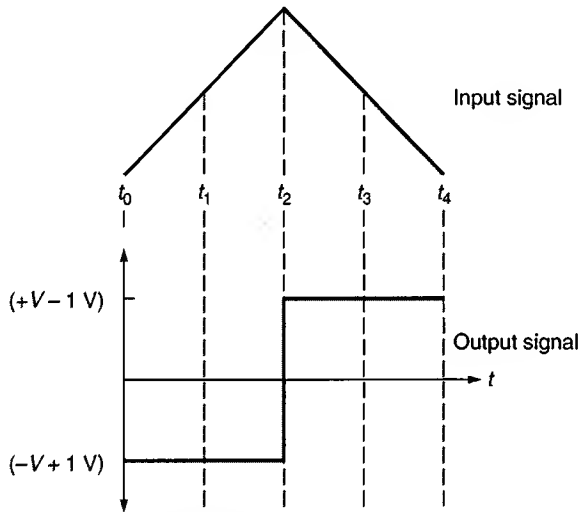 Input signal
t₀ t₁ t₂ t₃ t₄
(+V – 1 V)
Output signal
t
(–V + 1 V)